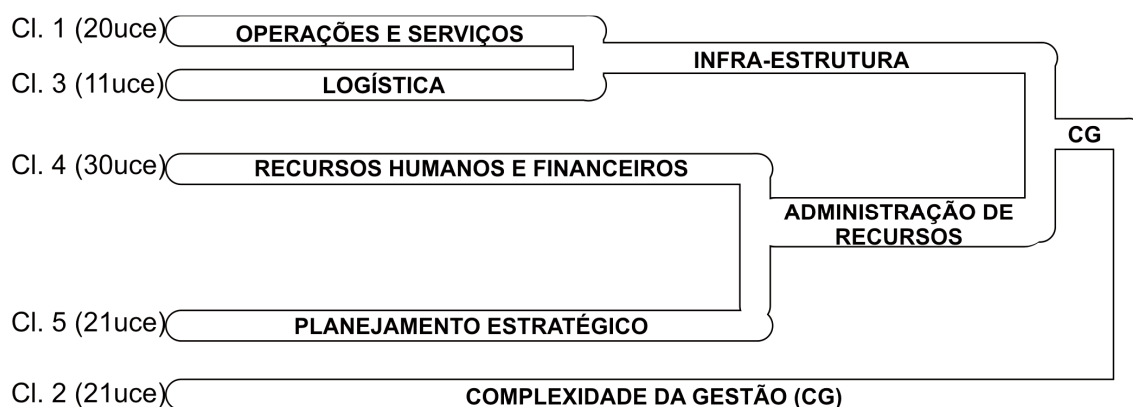 Cl. 1 (20uce) OPERAÇÕES E SERVIÇOS
INFRA-ESTRUTURA
Cl. 3 (11uce) LOGÍSTICA
CG
Cl. 4 (30uce) RECURSOS HUMANOS E FINANCEIROS
ADMINISTRAÇÃO DE
RECURSOS
Cl. 5 (21uce) PLANEJAMENTO ESTRATÉGICO
Cl. 2 (21uce) COMPLEXIDADE DA GESTÃO (CG)